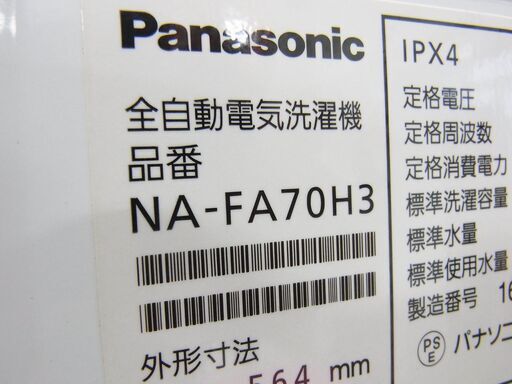 Panasonic
全自動電気洗濯機
品番
NA-FA70H3
外形寸法
564 mm
IPX4
定格電圧
定格周波数
定格消費電力
標準洗濯容量
標準水量
標準使用水量
製造番号 16
PS
E パナソニ